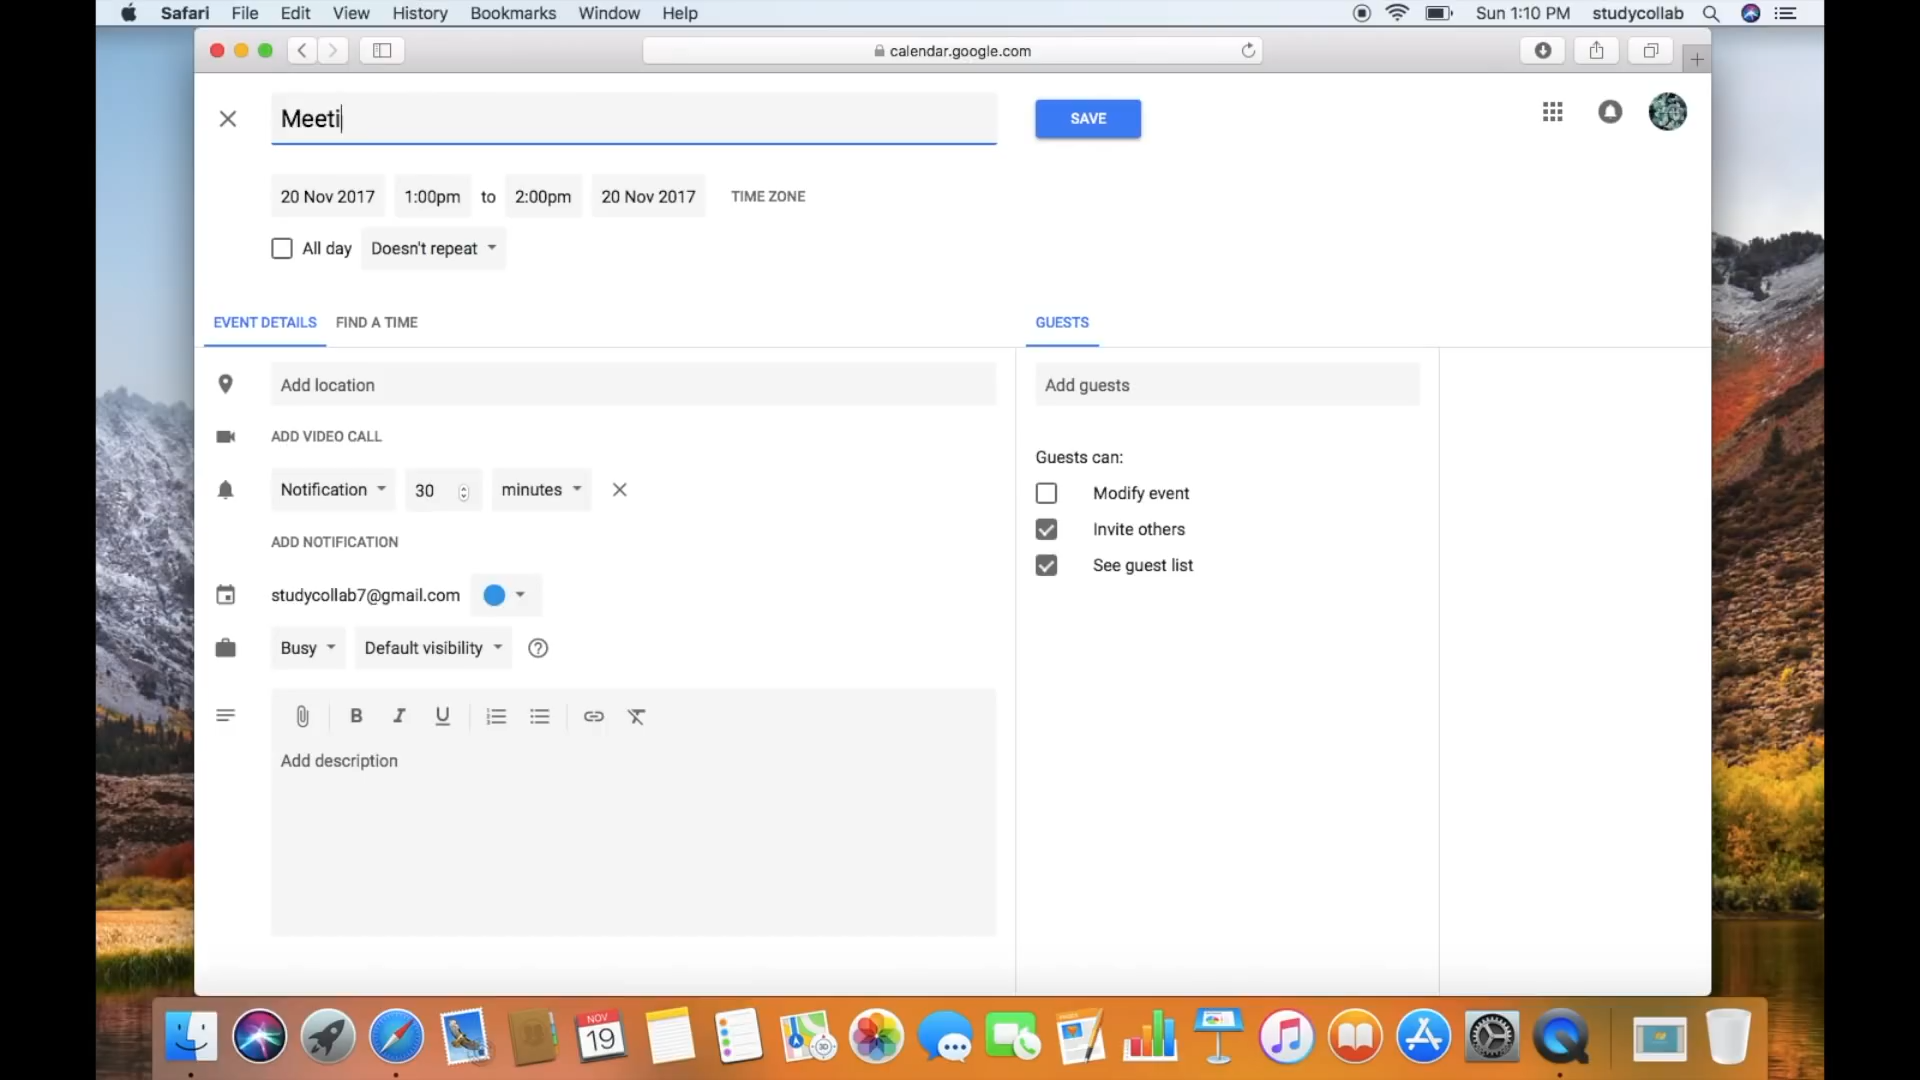 Safari File Edit View History Bookmarks Window Help Sun 1:10 PM studycollab
calendar.google.com
Meeti SAVE
20 Nov 2017 1:00pm to 2:00pm 20 Nov 2017 TIME ZONE
All day Doesn't repeat
EVENT DETAILS FIND A TIME GUESTS
Add location Add guests
ADD VIDEO CALL
Guests can:
Notification 30 minutes Modify event
Invite others
ADD NOTIFICATION
See guest list
studycollab7@gmail.com
Busy Default visibility
B I U
Add description
NOV
19